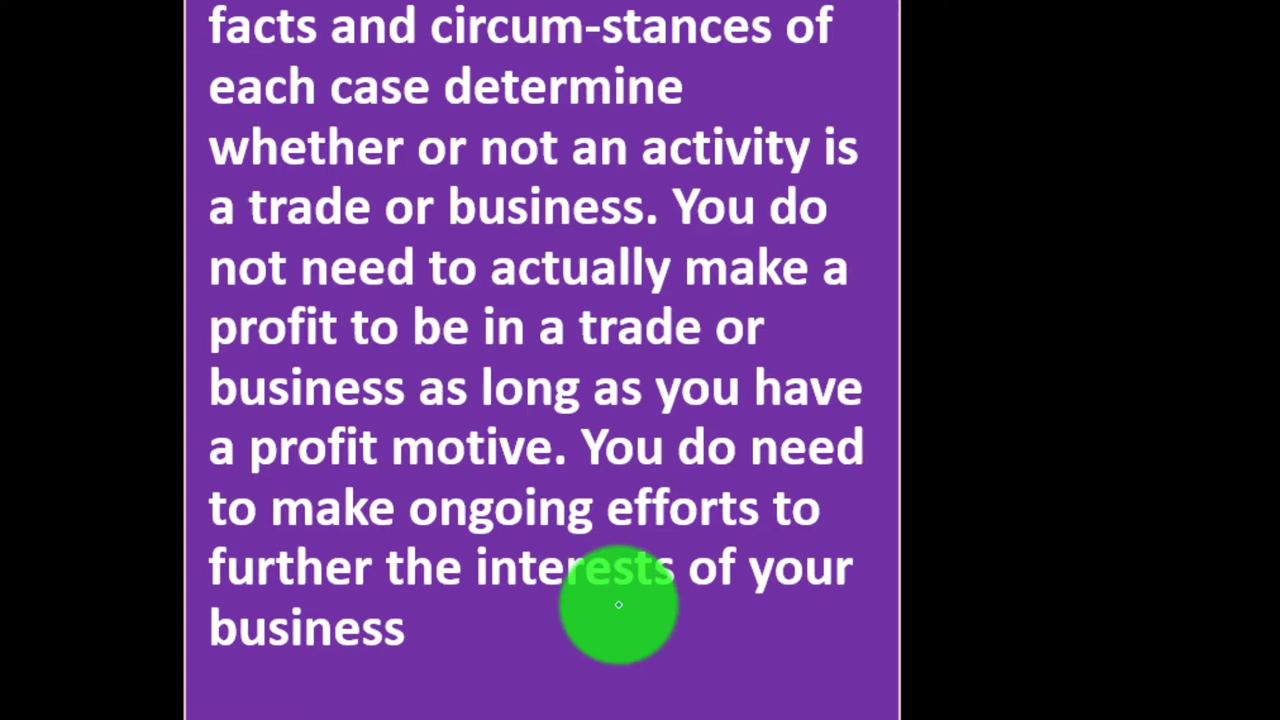 facts and circum-stances of
each case determine
whether or not an activity is
a trade or business. You do
not need to actually make a
profit to be in a trade or
business as long as you have
a profit motive. You do need
to make ongoing efforts to
further the interests of your
business